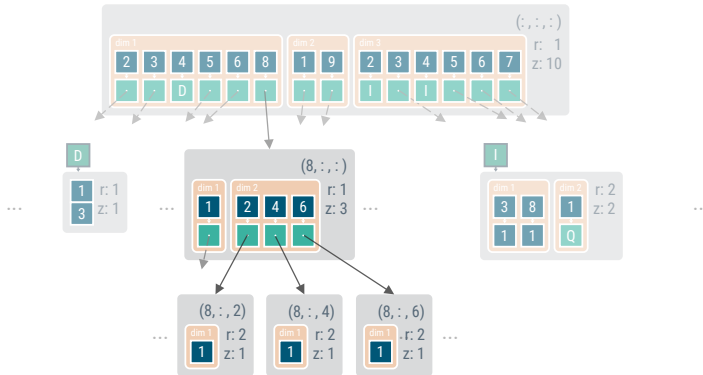 (:,:,:)
dim 1 dim 2 dim 3 r: 1
2 3 4 5 6 8 1 9 2 3 4 5 6 7 z: 10
· · D · · · · · I · I · · ·
D I
1 r: 1
3 z: 1
(8,:,:)
dim 1 dim 2 r: 1
1 2 4 6 z: 3
· · · ·
dim 1 dim 2 r: 2
3 8 1 z: 2
1 1 Q
... ... ... ...
(8,:,2) (8,:,4) (8,:,6)
... dim 1 r: 2 dim 1 r: 2 dim 1 r: 2 ...
1 z: 1 1 z: 1 1 z: 1